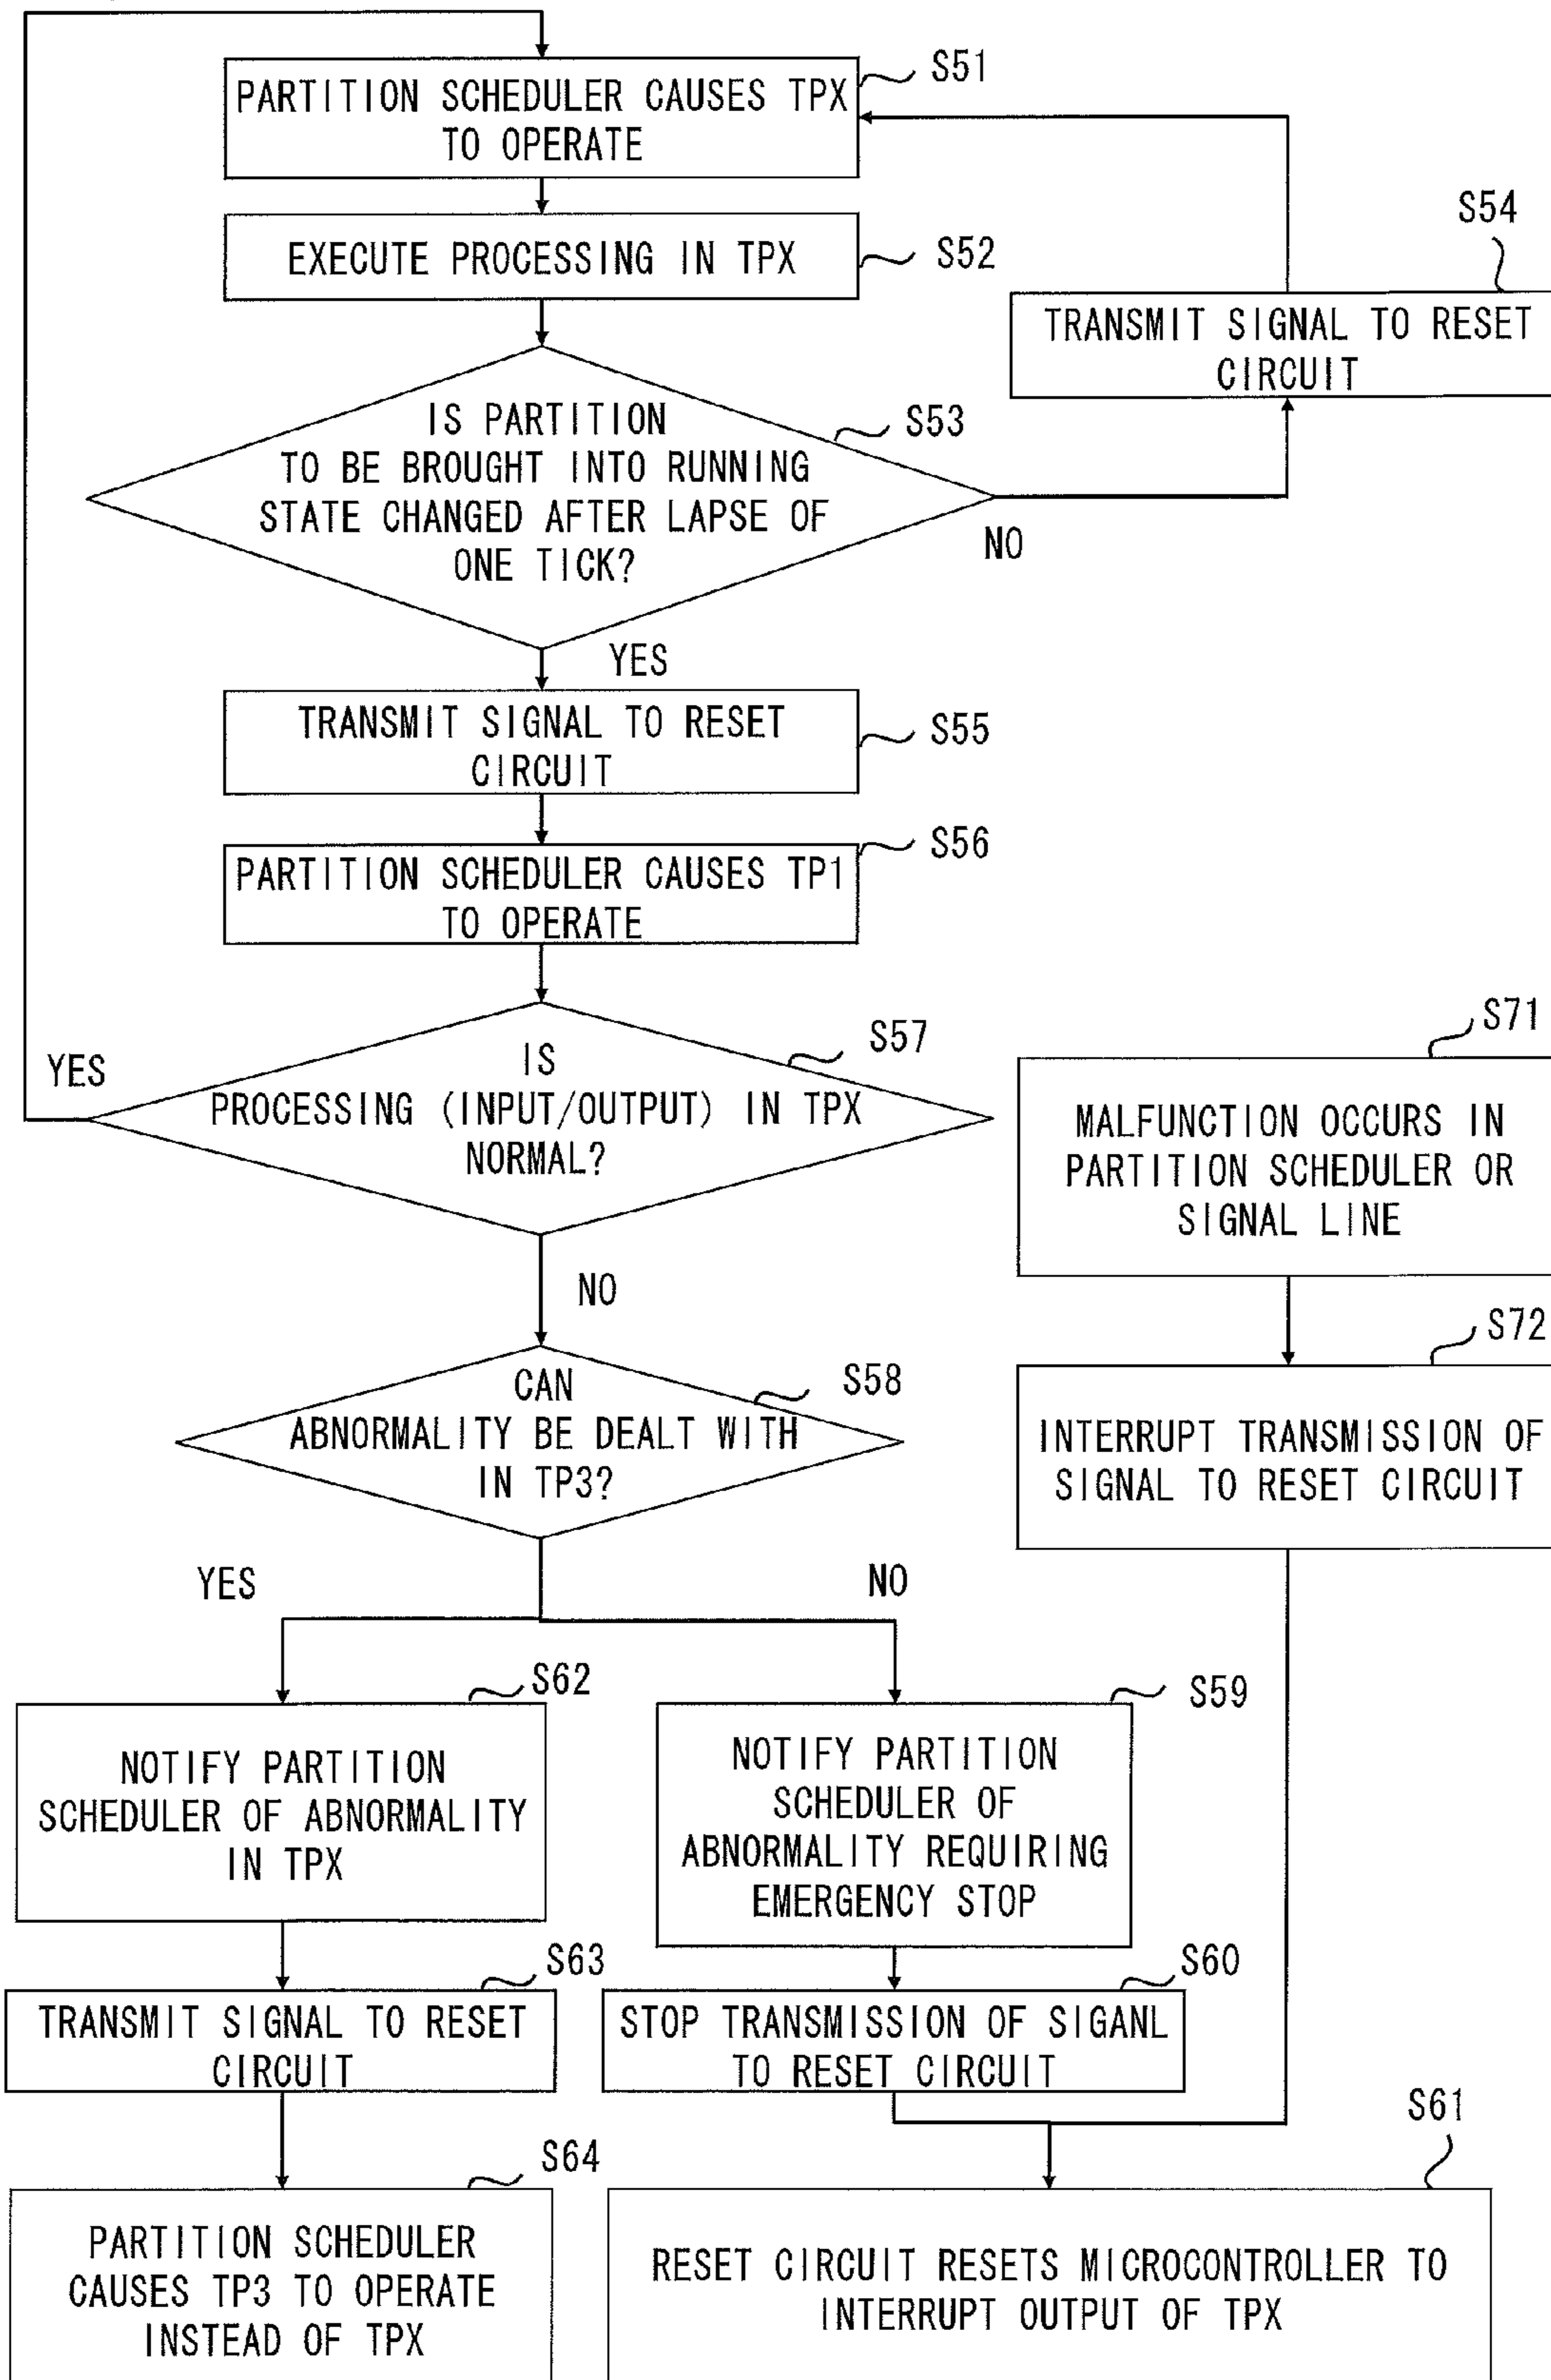 S51
PARTITION SCHEDULER CAUSES TPX
TO OPERATE
S52
EXECUTE PROCESSING IN TPX
S54
TRANSMIT SIGNAL TO RESET
CIRCUIT
S53
IS PARTITION
TO BE BROUGHT INTO RUNNING
STATE CHANGED AFTER LAPSE OF
ONE TICK?
NO
YES
TRANSMIT SIGNAL TO RESET
CIRCUIT
S55
S56
PARTITION SCHEDULER CAUSES TP1
TO OPERATE
S57
YES
IS
PROCESSING (INPUT/OUTPUT) IN TPX
NORMAL?
NO
S71
MALFUNCTION OCCURS IN
PARTITION SCHEDULER OR
SIGNAL LINE
S72
INTERRUPT TRANSMISSION OF
SIGNAL TO RESET CIRCUIT
S58
CAN
ABNORMALITY BE DEALT WITH
IN TP3?
YES
NO
S62
NOTIFY PARTITION
SCHEDULER OF ABNORMALITY
IN TPX
S59
NOTIFY PARTITION
SCHEDULER OF
ABNORMALITY REQUIRING
EMERGENCY STOP
S63
TRANSMIT SIGNAL TO RESET
CIRCUIT
S60
STOP TRANSMISSION OF SIGANL
TO RESET CIRCUIT
S64
PARTITION SCHEDULER
CAUSES TP3 TO OPERATE
INSTEAD OF TPX
S61
RESET CIRCUIT RESETS MICROCONTROLLER TO
INTERRUPT OUTPUT OF TPX